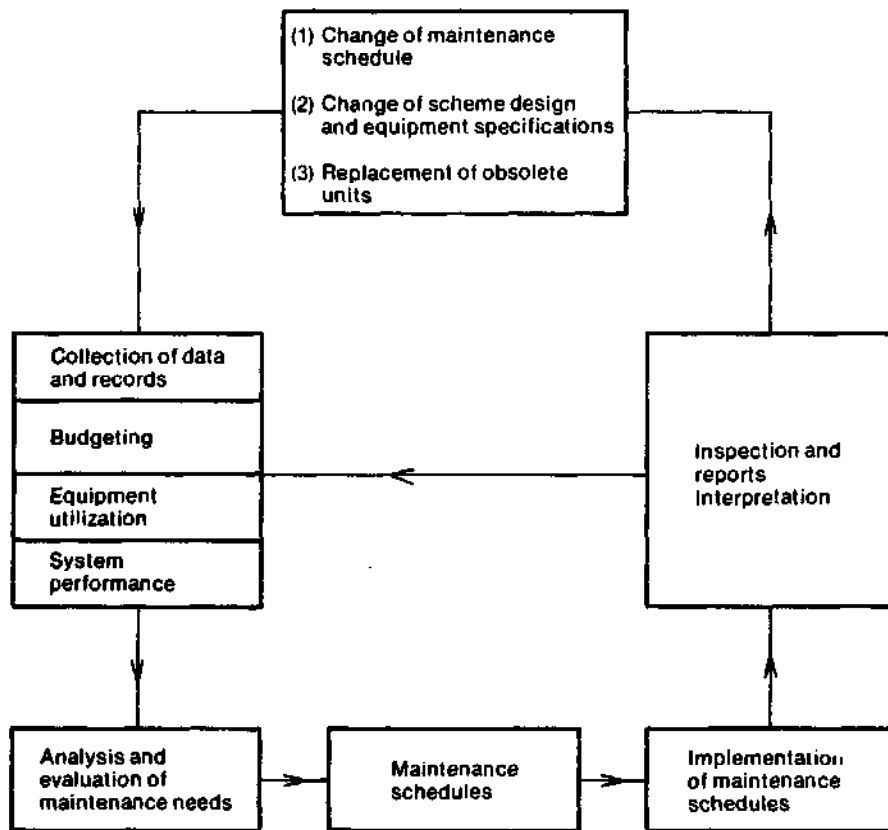 (1) Change of maintenance
schedule
(2) Change of scheme design
and equipment specifications
(3) Replacement of obsolete
units
Collection of data
and records
Budgeting
Equipment
utilization
System
performance
Inspection and
reports
Interpretation
Analysis and
evaluation of
maintenance needs
Maintenance
schedules
Implementation
of maintenance
schedules